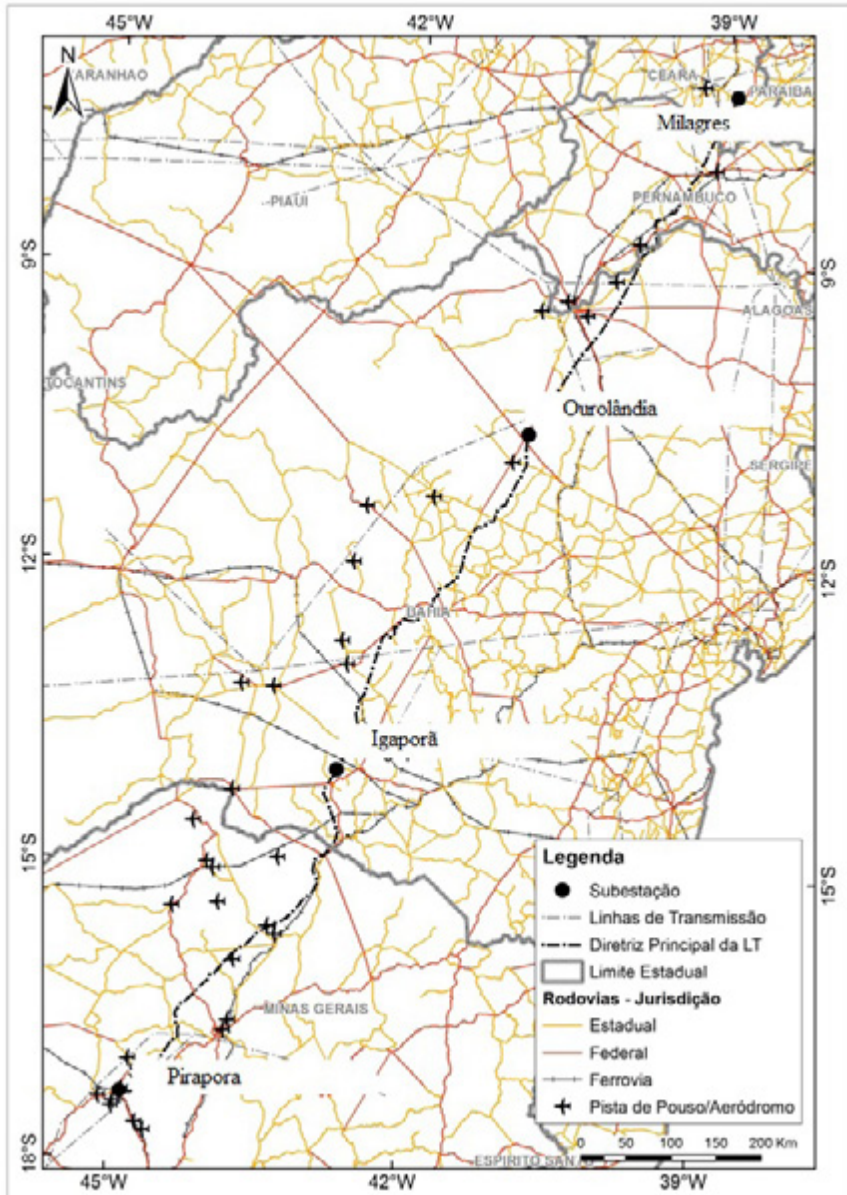 45°W 42°W 39°W
N
ARANHAO
CEARA
PARAIBA
Milagres
PIAUI
PERNAMBUCO
9°S 9°S
ALAGOAS
TOCANTINS
Ourolândia
SERGIPE
12°S 12°S
BAHIA
Igaporã
15°S 15°S
Legenda
Subestação
Linhas de Transmissão
Diretriz Principal da LT
Limite Estadual
Rodovias - Jurisdição
Estadual
Federal
Ferrovia
Pista de Pouso/Aeródromo
0 50 100 150 200 Km
MINAS GERAIS
Pirapora
ESPIRITO SANTO
18°S
45°W 42°W 39°W